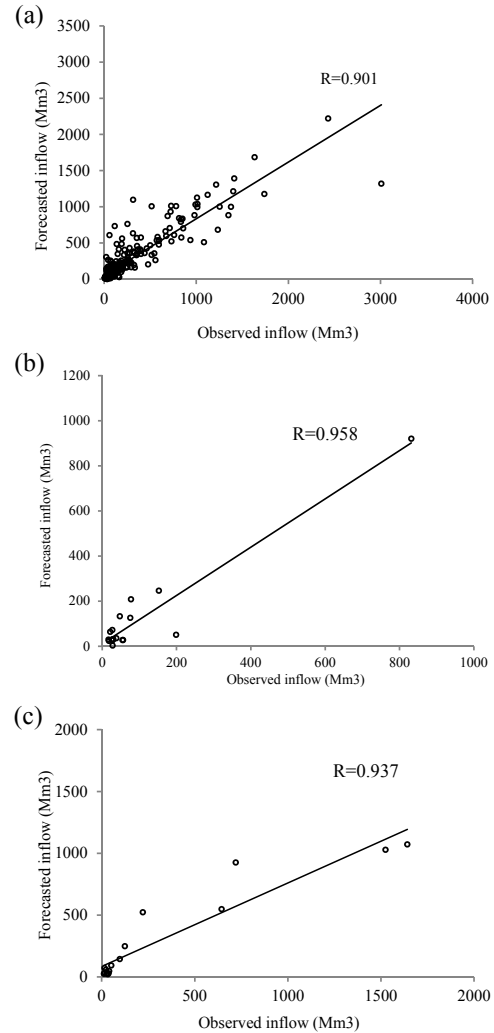 (a)
3500
3000
2500
2000
1500
1000
500
0
Forecasted inflow (Mm3)
R=0.901
0 1000 2000 3000 4000
Observed inflow (Mm3)
(b)
1200
1000
800
600
400
200
0
Forecasted inflow (Mm3)
R=0.958
0 200 400 600 800 1000
Observed inflow (Mm3)
(c)
2000
1500
1000
500
0
Forecasted inflow (Mm3)
R=0.937
0 500 1000 1500 2000
Observed inflow (Mm3)